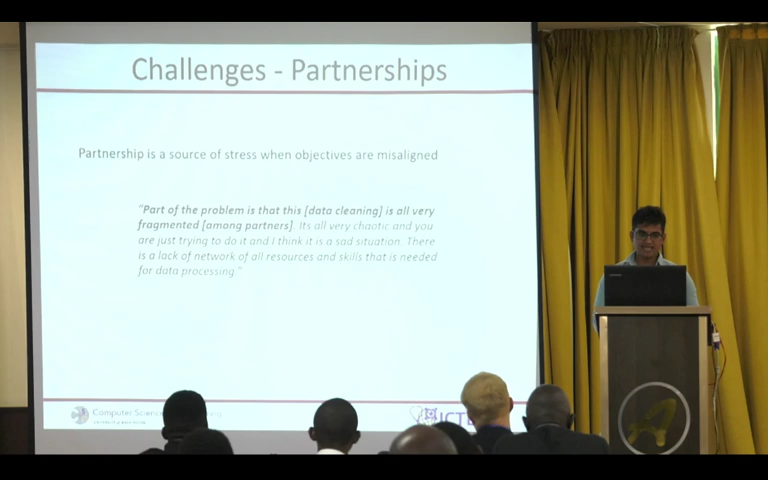 Challenges - Partnerships
Partnership is a source of stress when objectives are misaligned
"Part of the problem is that this [data cleaning] is all very
fragmented [among partners]. Its all very chaotic and you
are just trying to do it and I think it is a sad situation. There
is a lack of network of all resources and skills that is needed
for data processing"
Computer Scien
ICT